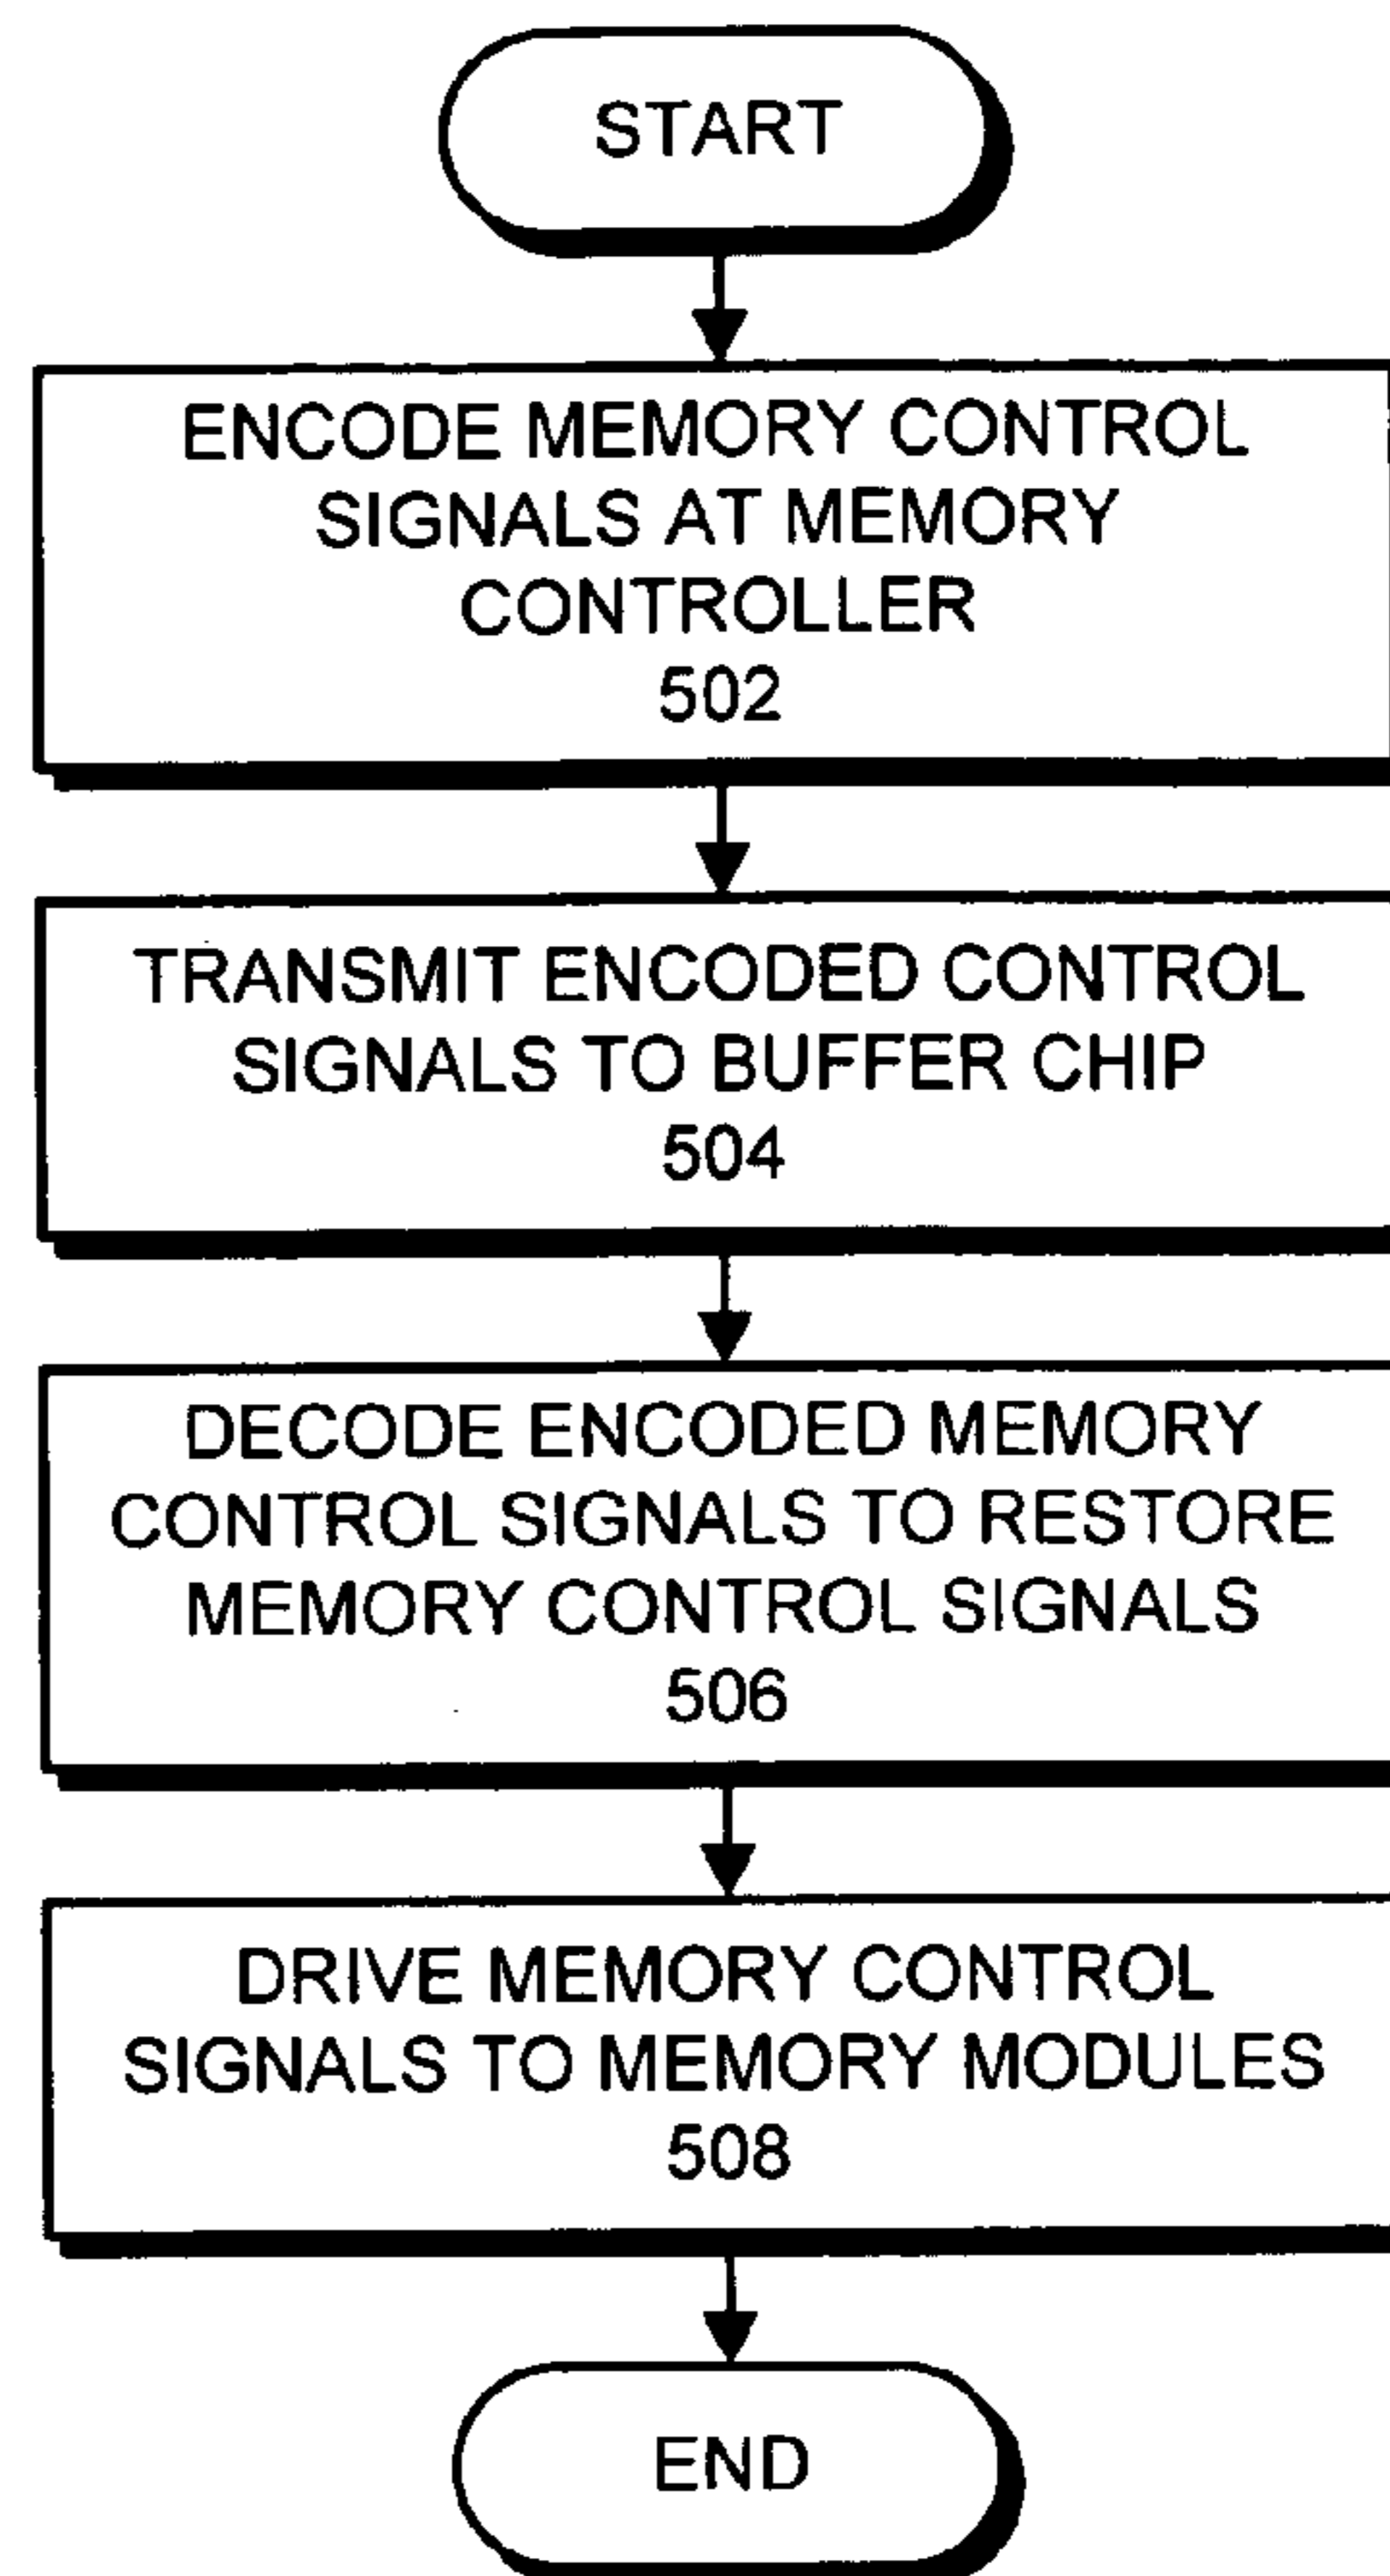 START
ENCODE MEMORY CONTROL
SIGNALS AT MEMORY
CONTROLLER
502
TRANSMIT ENCODED CONTROL
SIGNALS TO BUFFER CHIP
504
DECODE ENCODED MEMORY
CONTROL SIGNALS TO RESTORE
MEMORY CONTROL SIGNALS
506
DRIVE MEMORY CONTROL
SIGNALS TO MEMORY MODULES
508
END